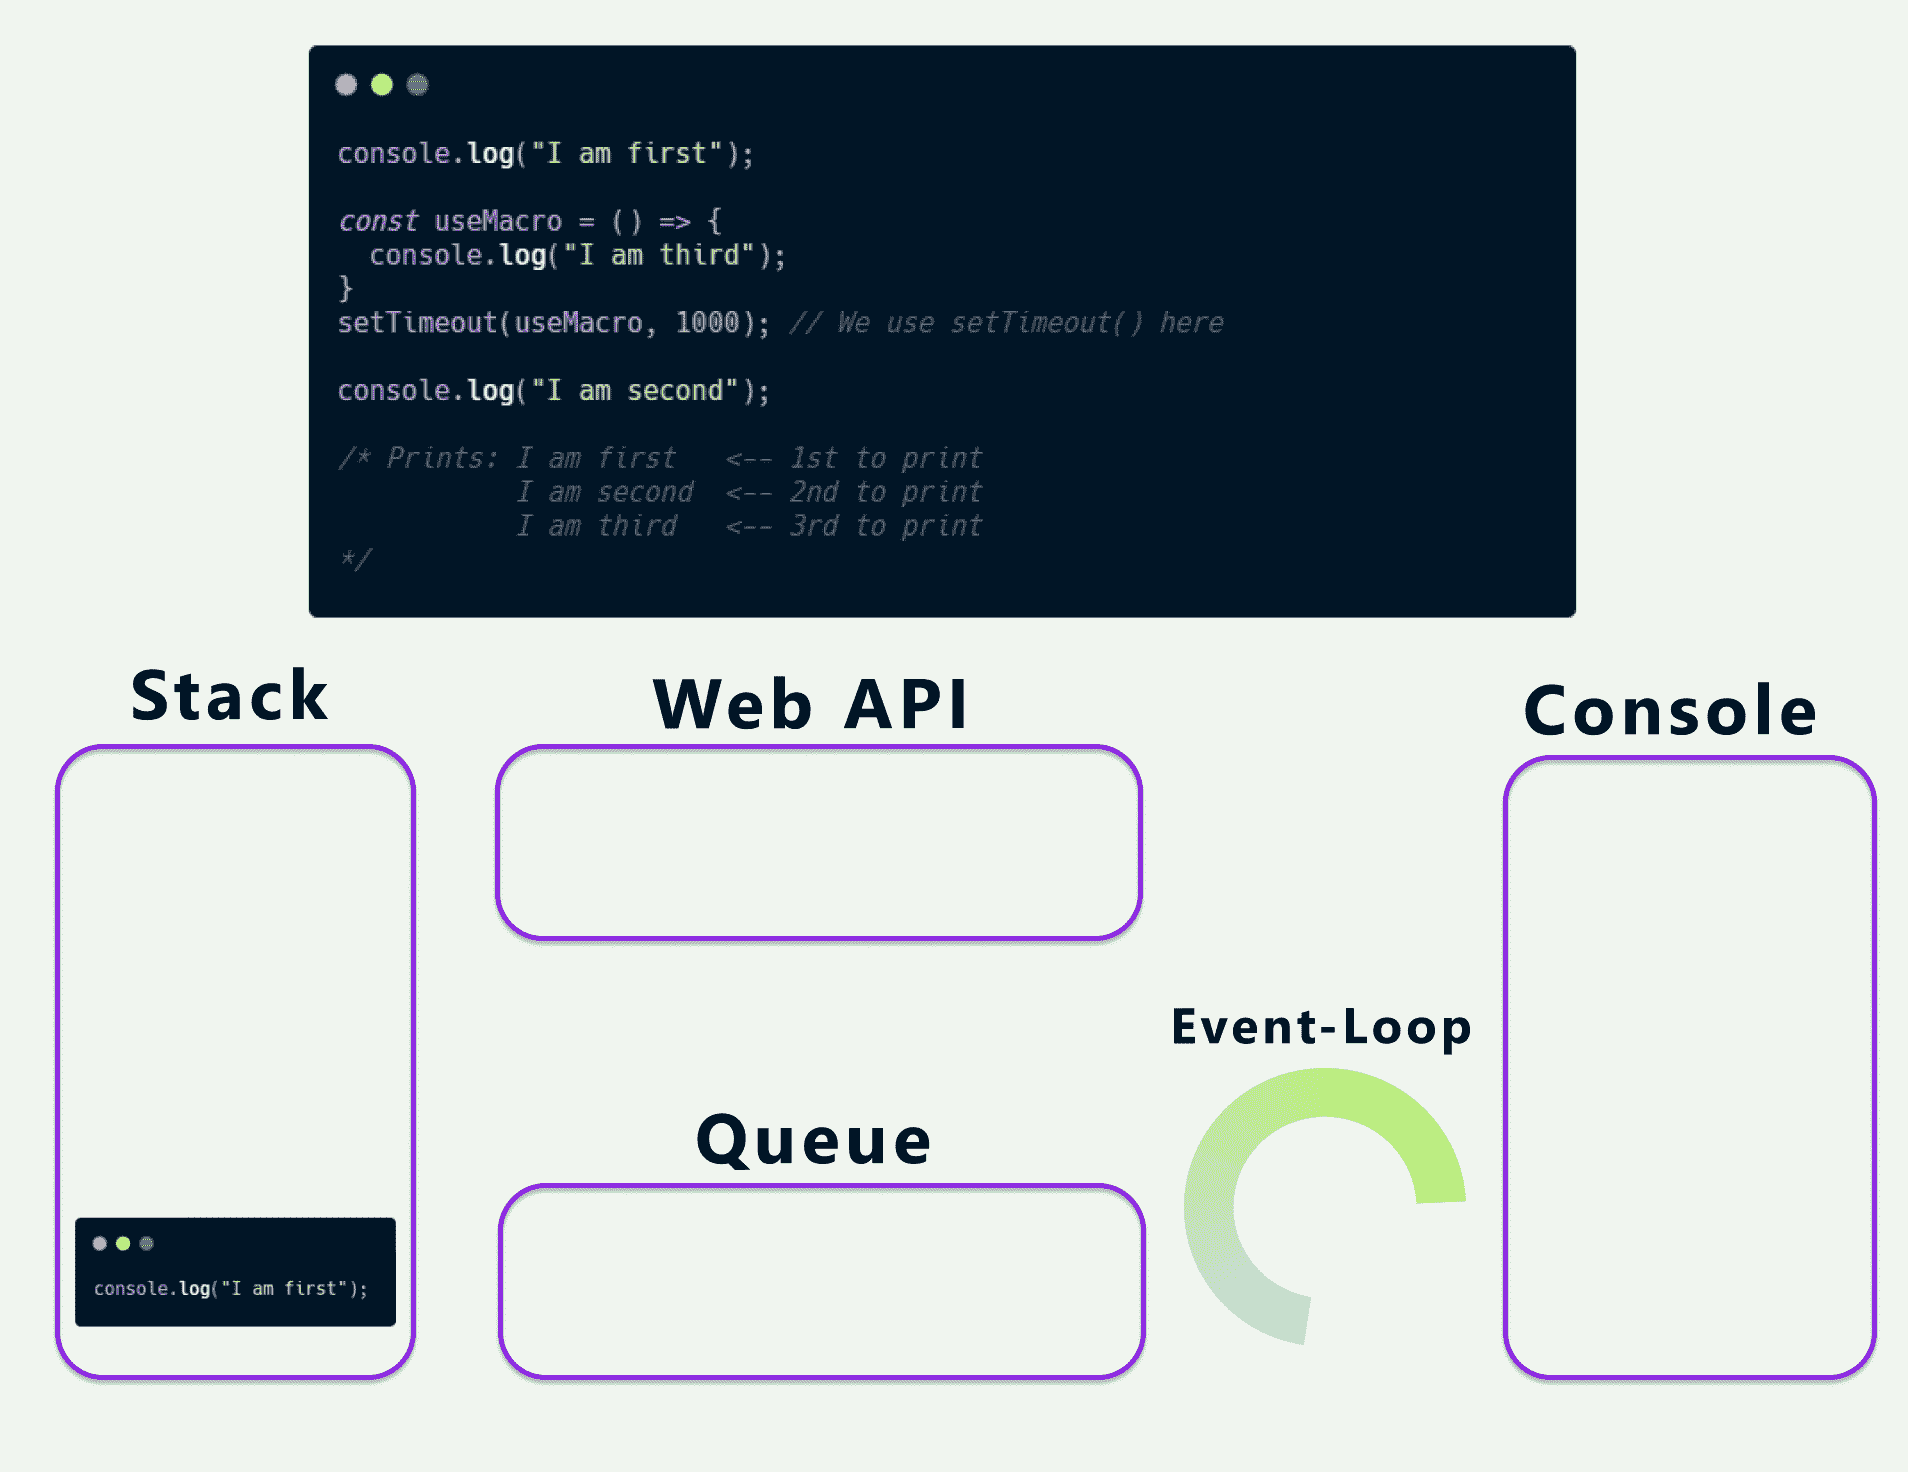 console.log("I am first");
const useMacro = () => {
  console.log("I am third");
}
setTimeout(useMacro, 1000); // We use setTimeout() here
console.log("I am second");
/* Prints: I am first   <-- 1st to print
           I am second  <-- 2nd to print
           I am third   <-- 3rd to print
*/
Stack
Web API
Console
Event-Loop
Queue
console.log("I am first");